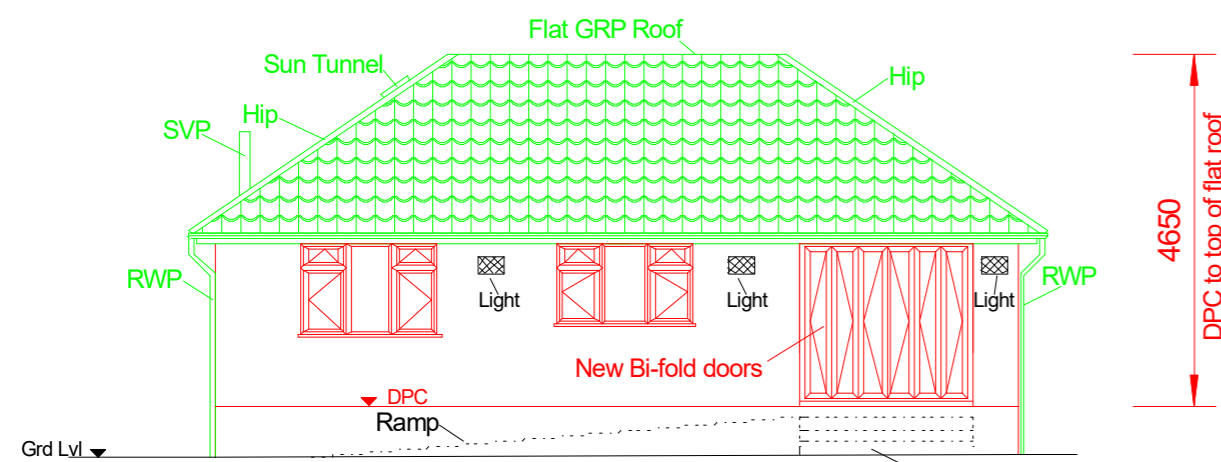 Flat GRP Roof
Sun Tunnel
Hip
Hip
SVP
4650
DPC to top of flat roof
RWP
Light
Light
Light
RWP
New Bi-fold doors
DPC
Ramp
Grd Lvl